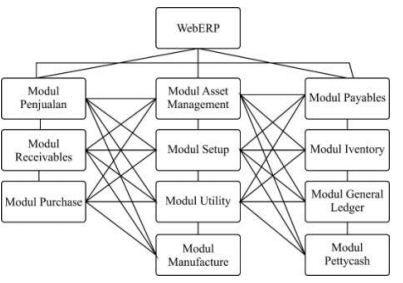 WebERP
Modul
Penjualan
Modul Asset
Management
Modul Payables
Modul
Receivables
Modul Setup
Modul Iventory
Modul Purchase
Modul Utility
Modul General
Ledger
Modul
Manufacture
Modul
Pettycash